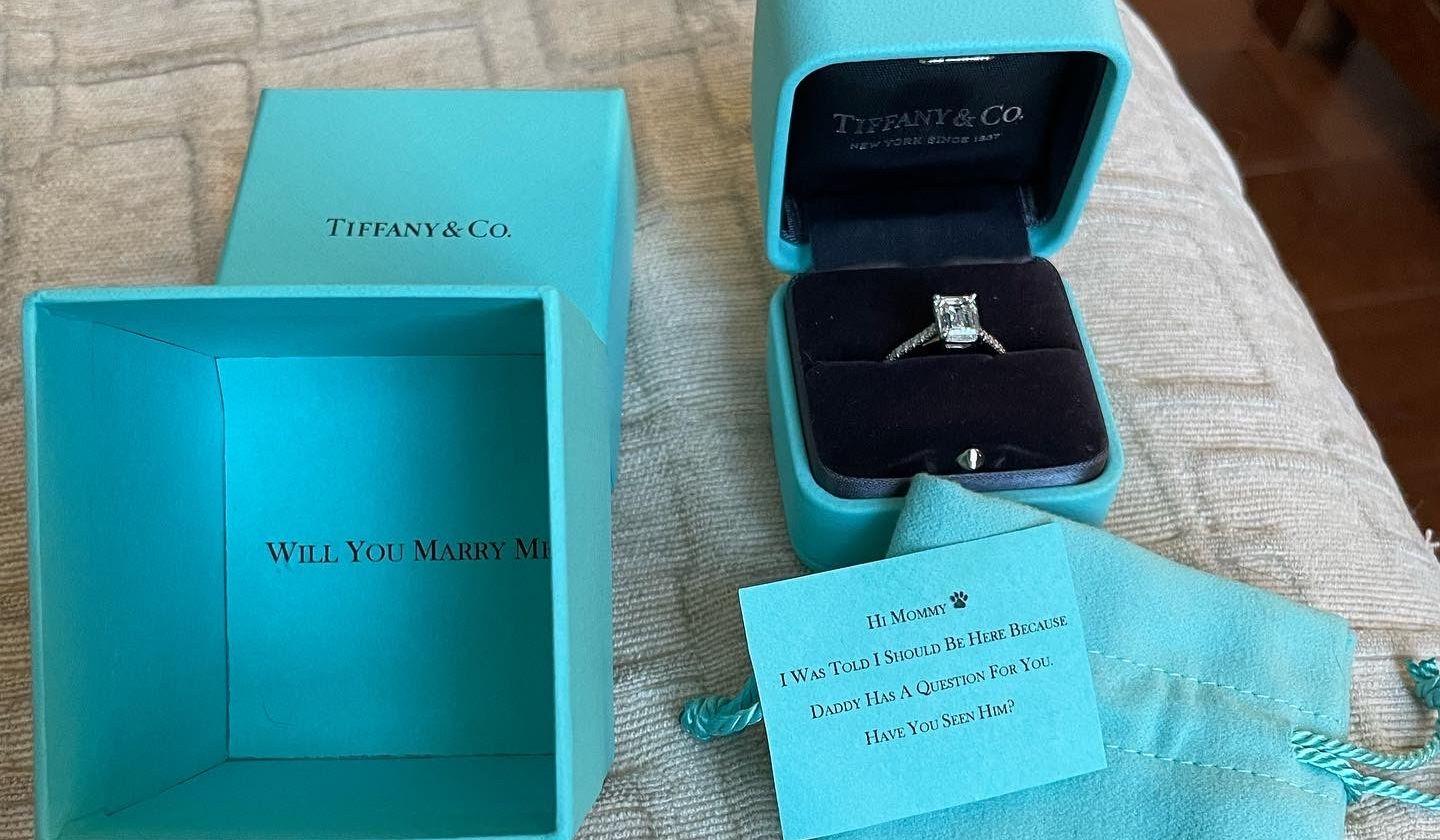 TIFFANY & CO.
NEW YORK SINCE 1837
TIFFANY & CO.
WILL YOU MARRY ME
HI MOMMY
I WAS TOLD I SHOULD BE HERE BECAUSE
DADDY HAS A QUESTION FOR YOU.
HAVE YOU SEEN HIM?